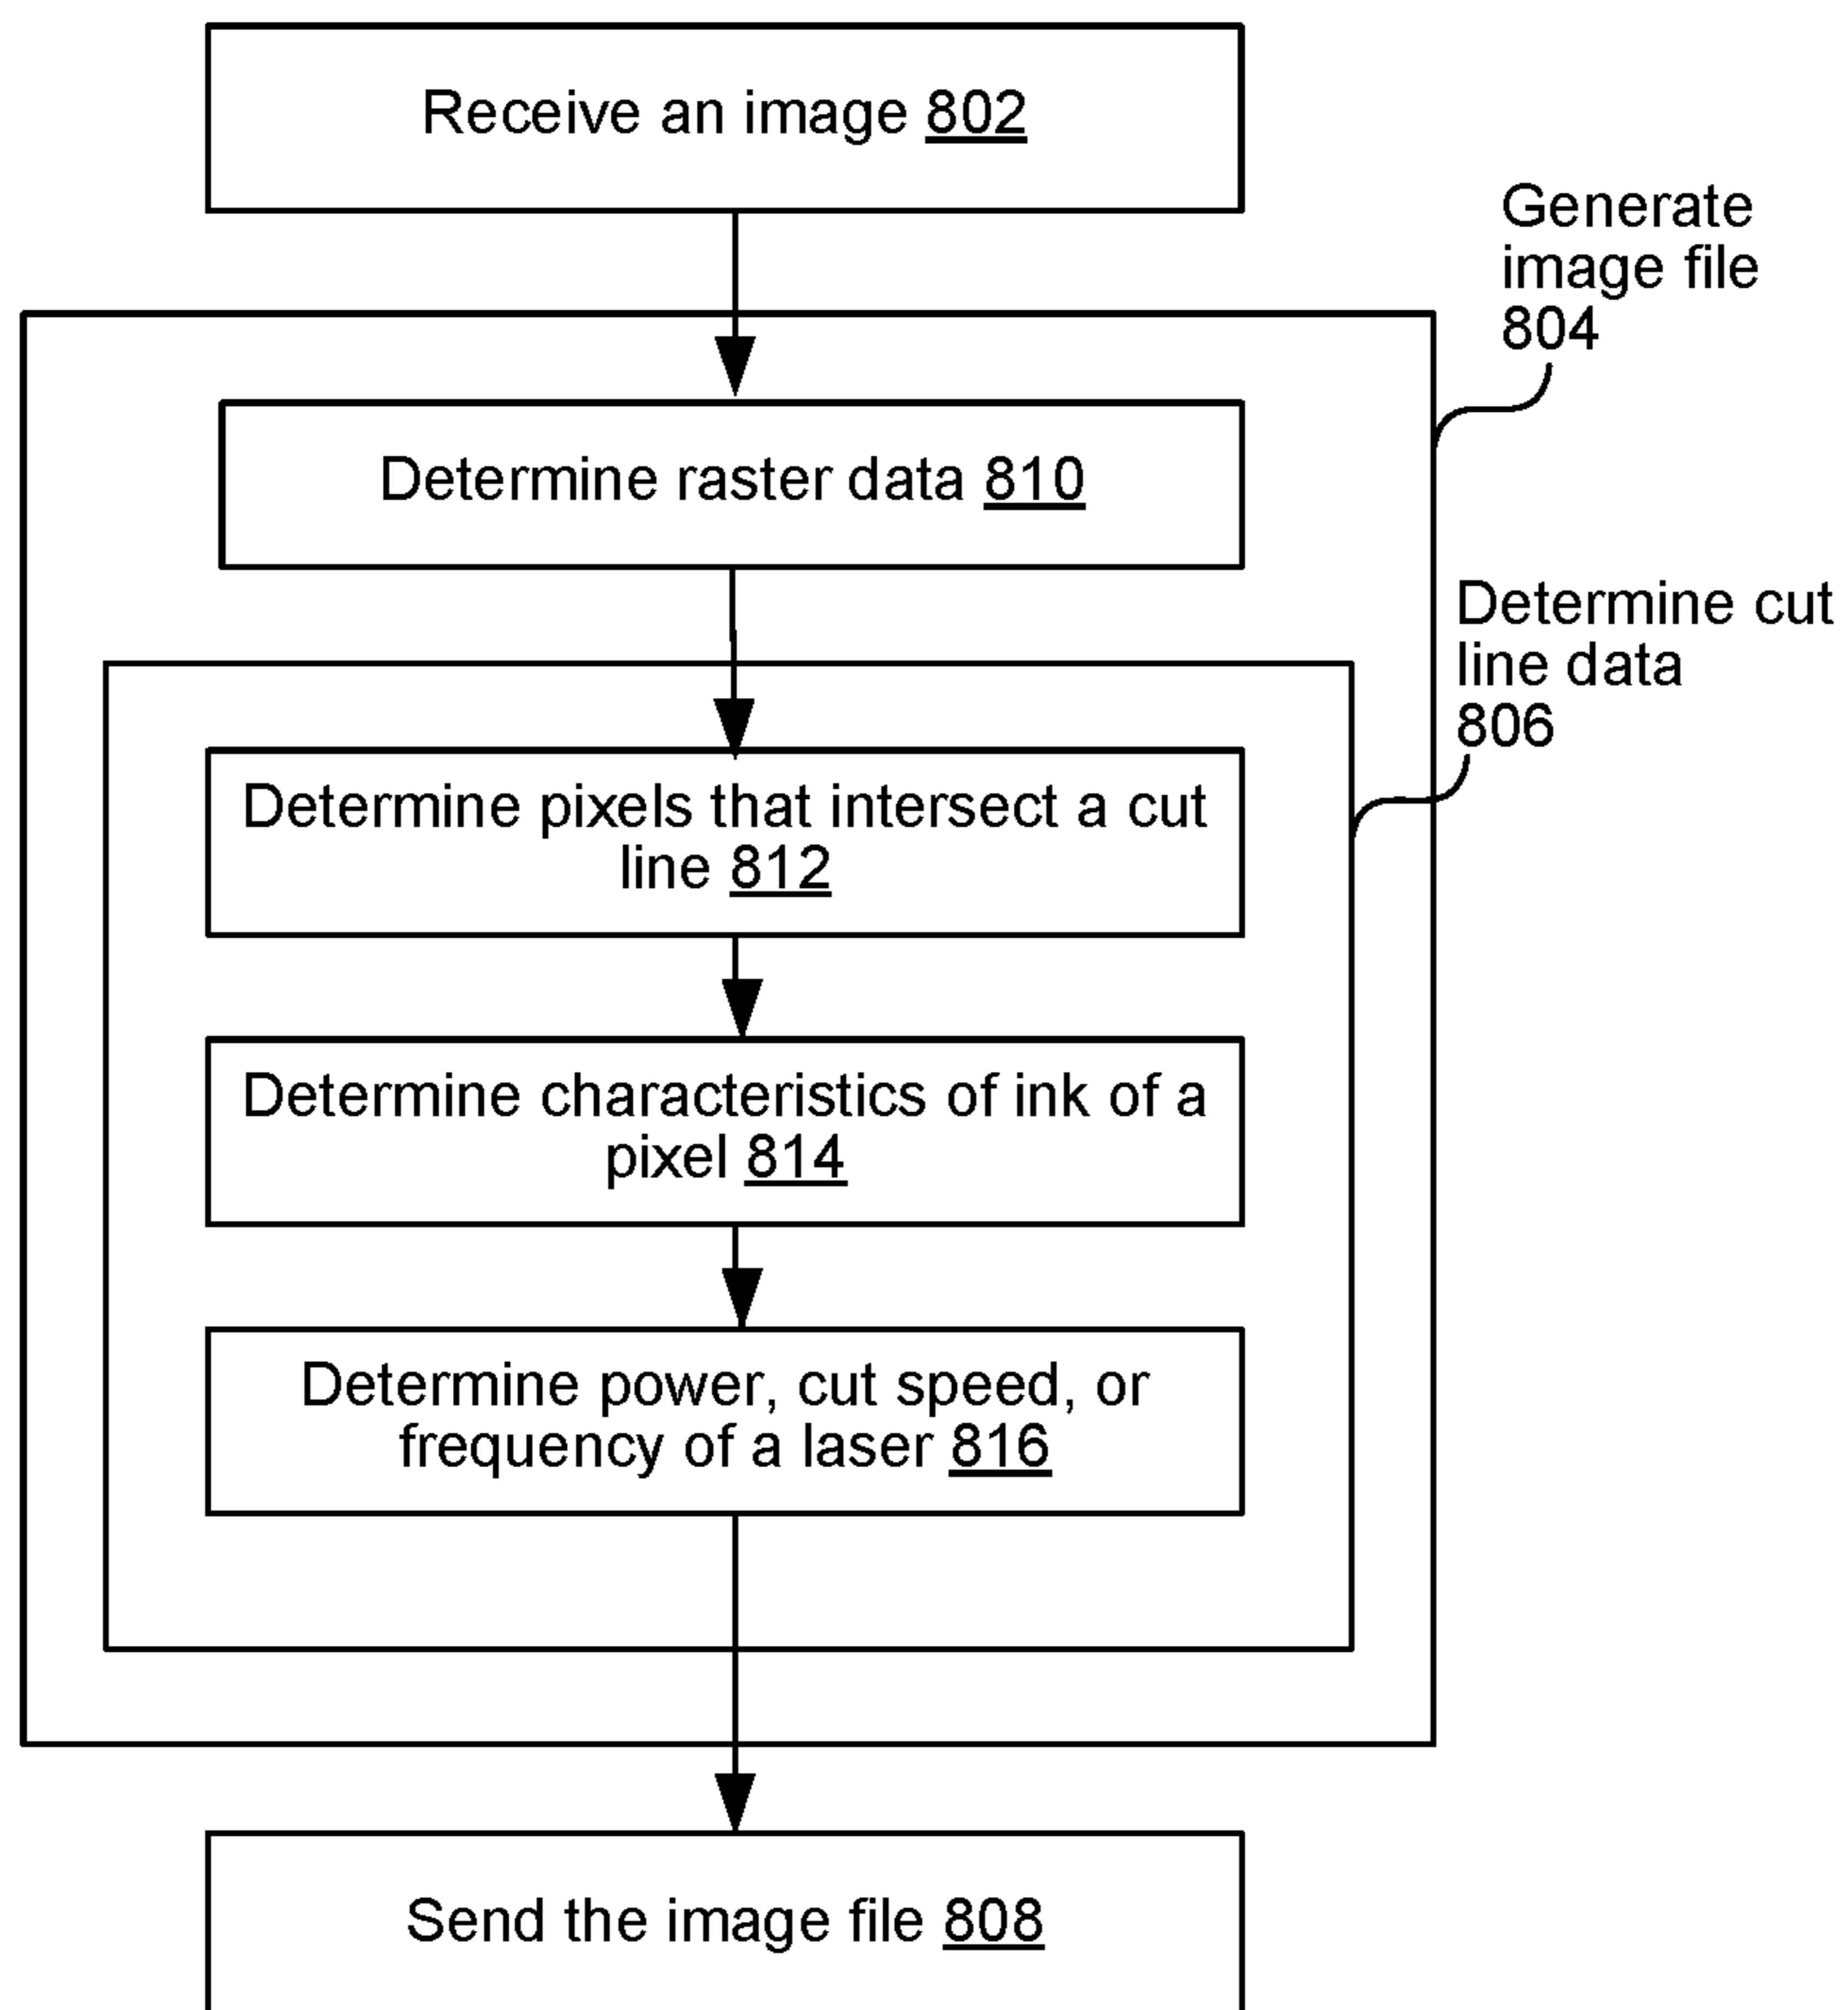 Receive an image 802
Generate
image file
804
Determine raster data 810
Determine cut
line data
806
Determine pixels that intersect a cut
line 812
Determine characteristics of ink of a
pixel 814
Determine power, cut speed, or
frequency of a laser 816
Send the image file 808